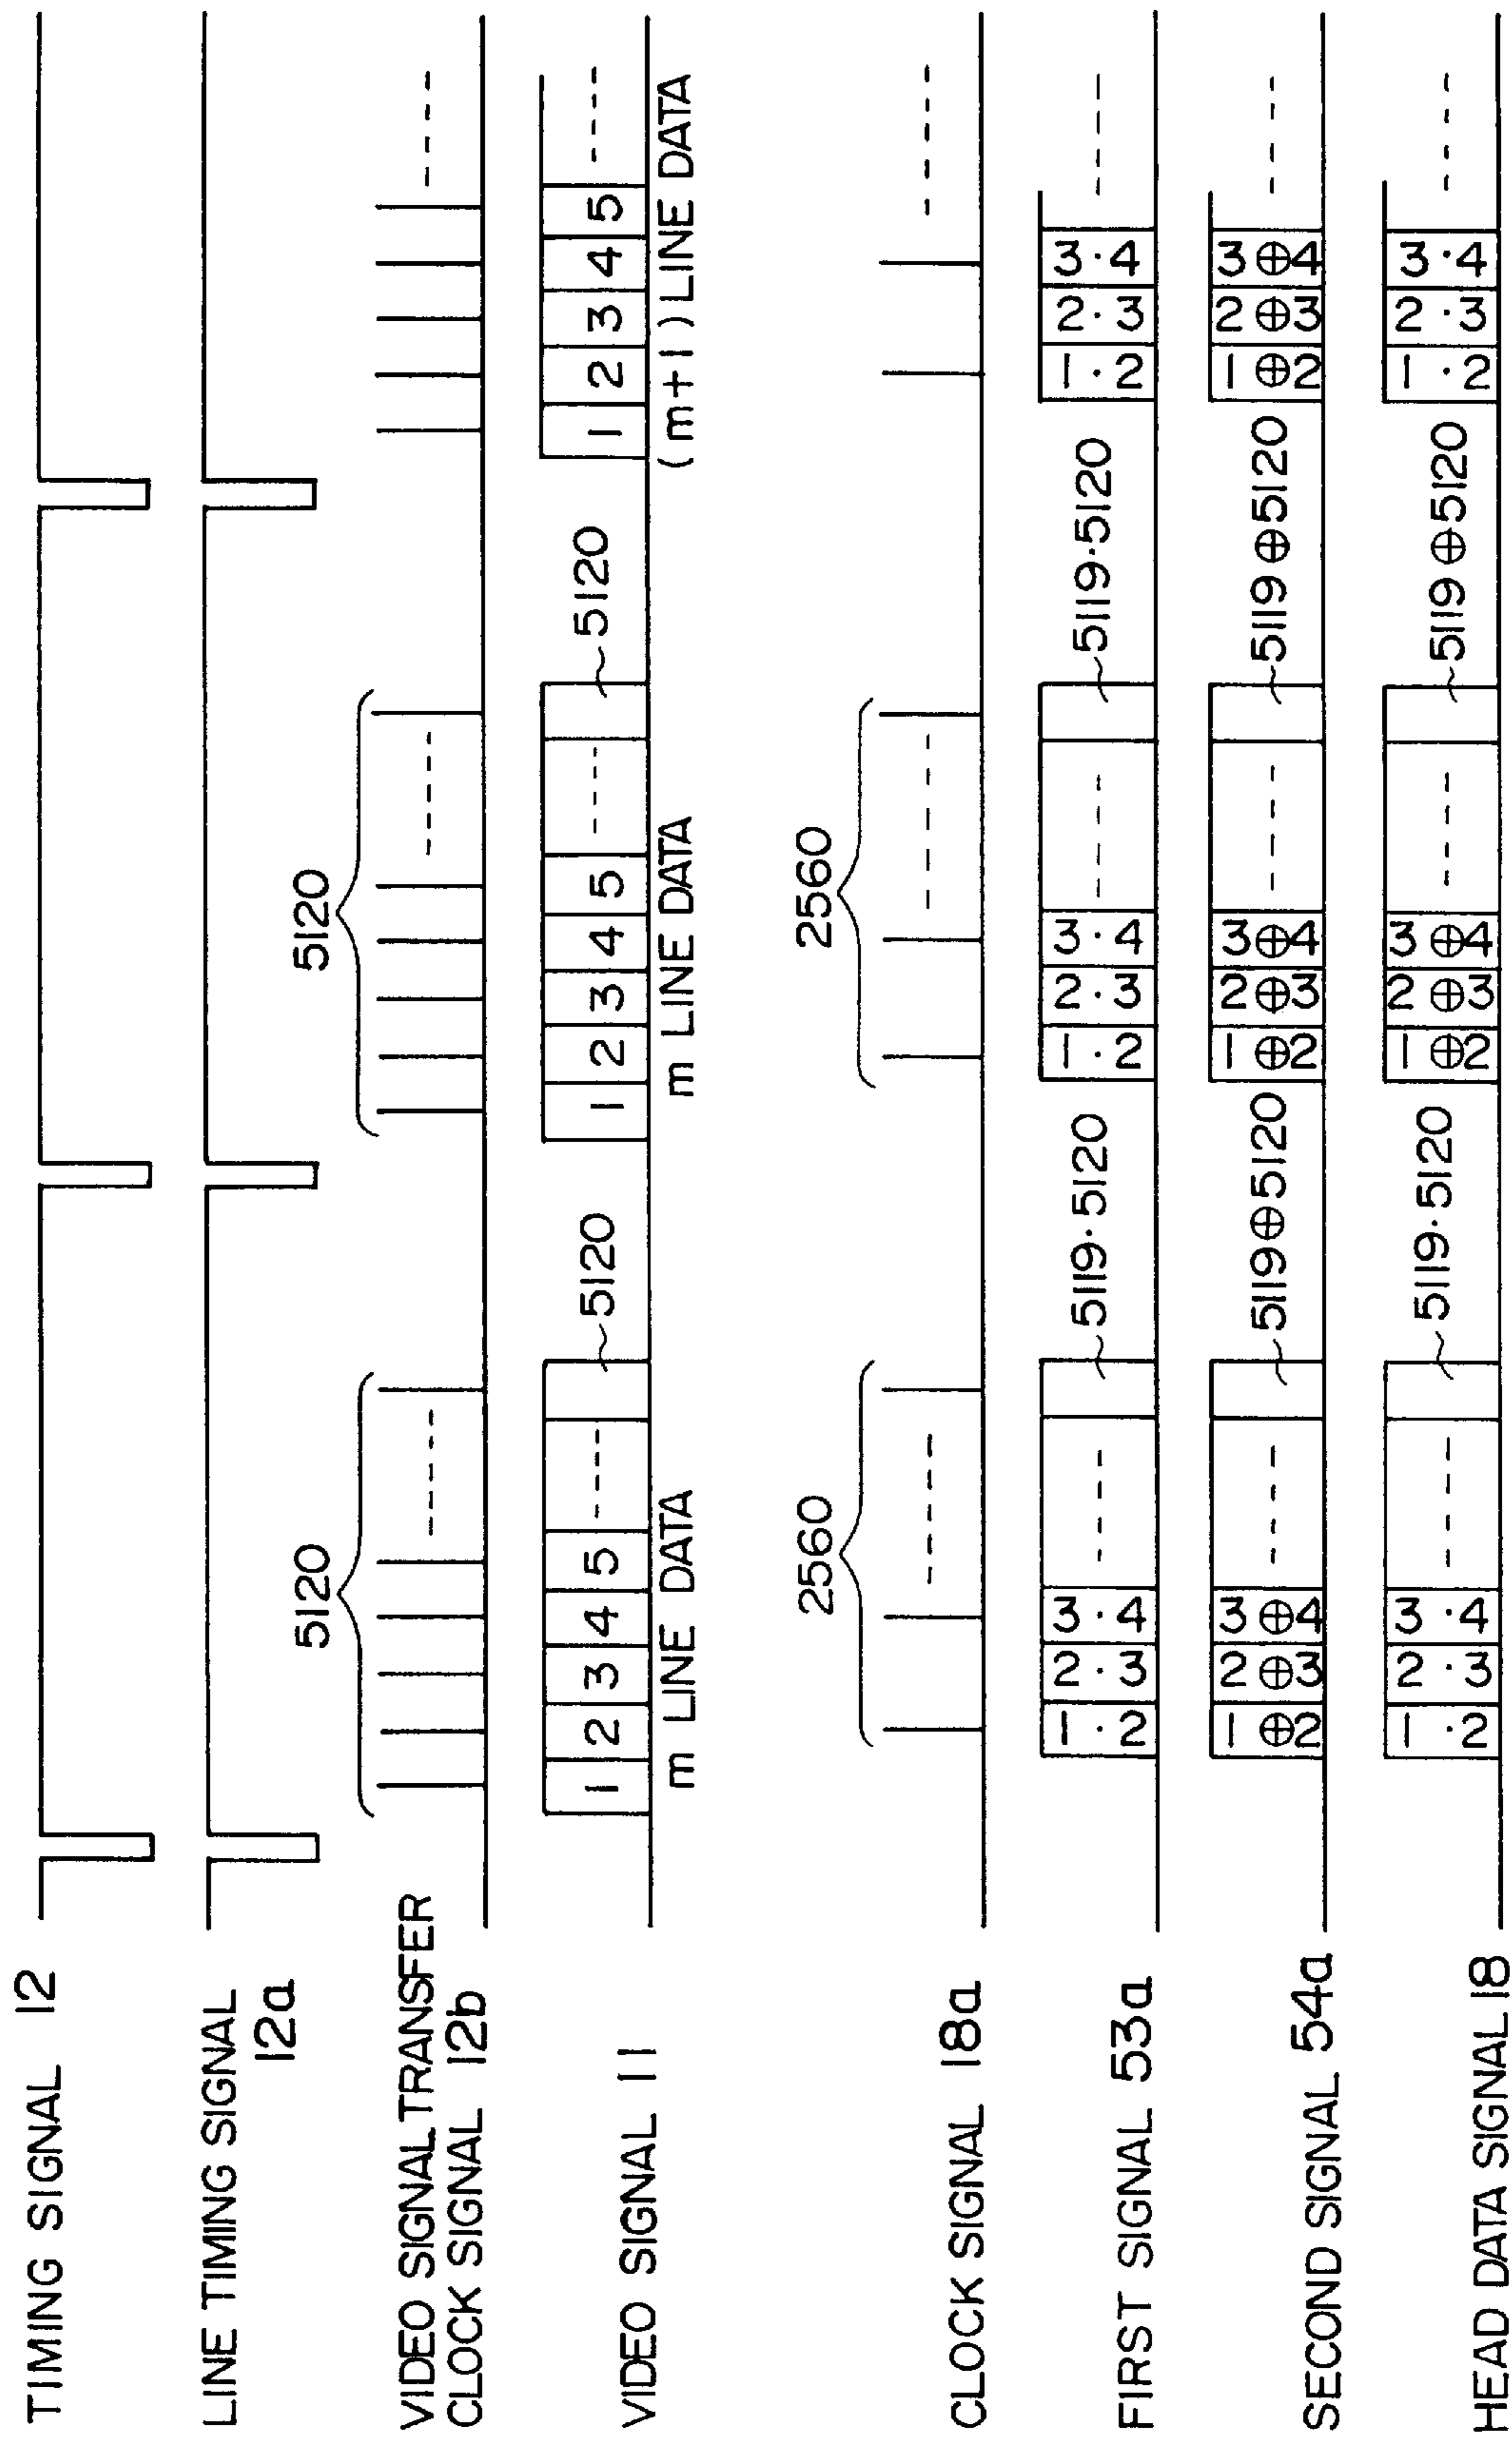 TIMING SIGNAL 12
LINE TIMING SIGNAL
12a
5120
5120
VIDEO SIGNAL TRANSFER
CLOCK SIGNAL 12b
VIDEO SIGNAL 11
1 2 3 4 5
5120
1 2 3 4 5
5120
1 2 3 4 5
m LINE DATA
m LINE DATA
(m+1) LINE DATA
2560
2560
CLOCK SIGNAL 18a
FIRST SIGNAL 53a
1·2 2·3 3·4
5119·5120
1·2 2·3 3·4
5119·5120
1·2 2·3 3·4
SECOND SIGNAL 54a
1⊕2 2⊕3 3⊕4
5119⊕5120
1⊕2 2⊕3 3⊕4
5119⊕5120
1⊕2 2⊕3 3⊕4
HEAD DATA SIGNAL 18
1·2 2·3 3·4
5119·5120
1⊕2 2⊕3 3⊕4
5119⊕5120
1·2 2·3 3·4